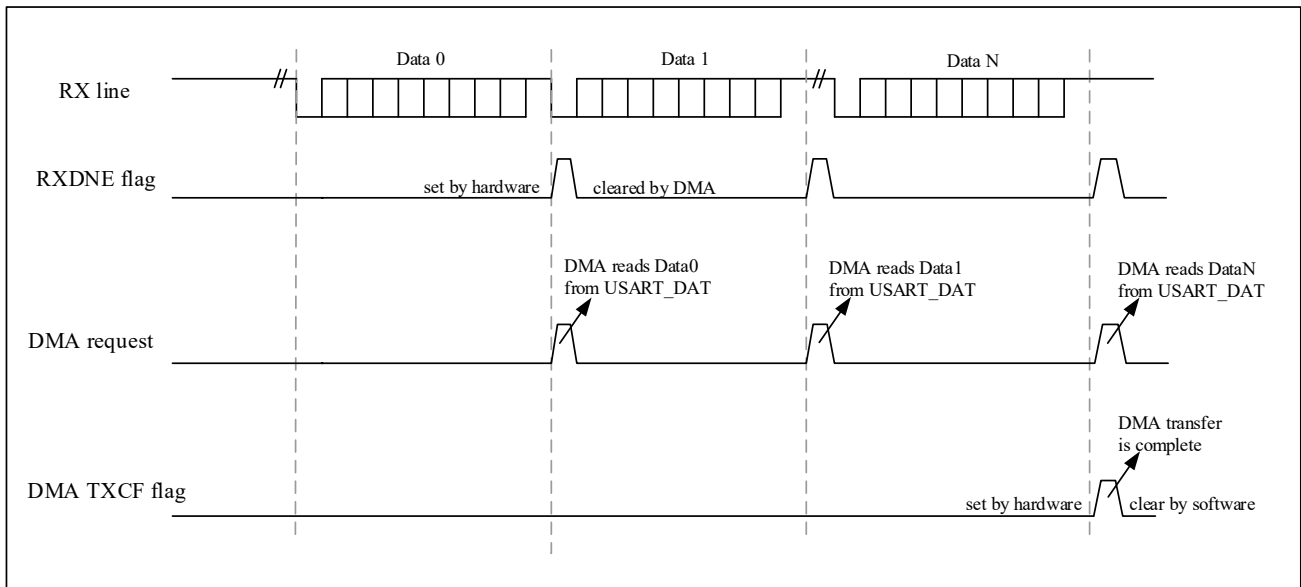 Data 0
Data 1
Data N
RX line
RXDNE flag
set by hardware
cleared by DMA
DMA reads Data0
from USART_DAT
DMA reads Data1
from USART_DAT
DMA reads DataN
from USART_DAT
DMA request
DMA transfer
is complete
DMA TXCF flag
set by hardware
clear by software